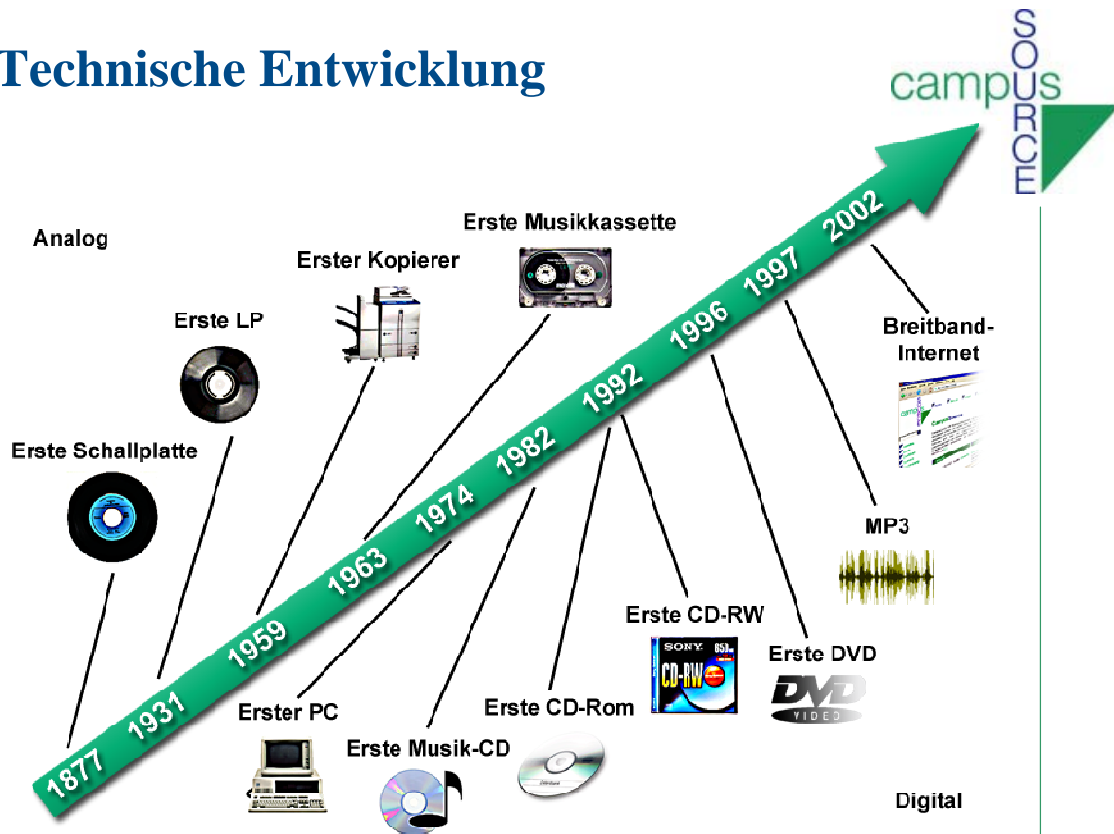 Technische Entwicklung
campus
SOURCE
Analog
Erste Musikkassette
Erster Kopierer
Erste LP
Erste Schallplatte
2002
1997
1996
1992
1982
1974
1963
1959
1931
1877
Breitband-
Internet
MP3
Erste CD-RW
SONY
CD-RW
Erste DVD
DVD
VIDEO
Erste CD-Rom
Erster PC
Erste Musik-CD
Digital